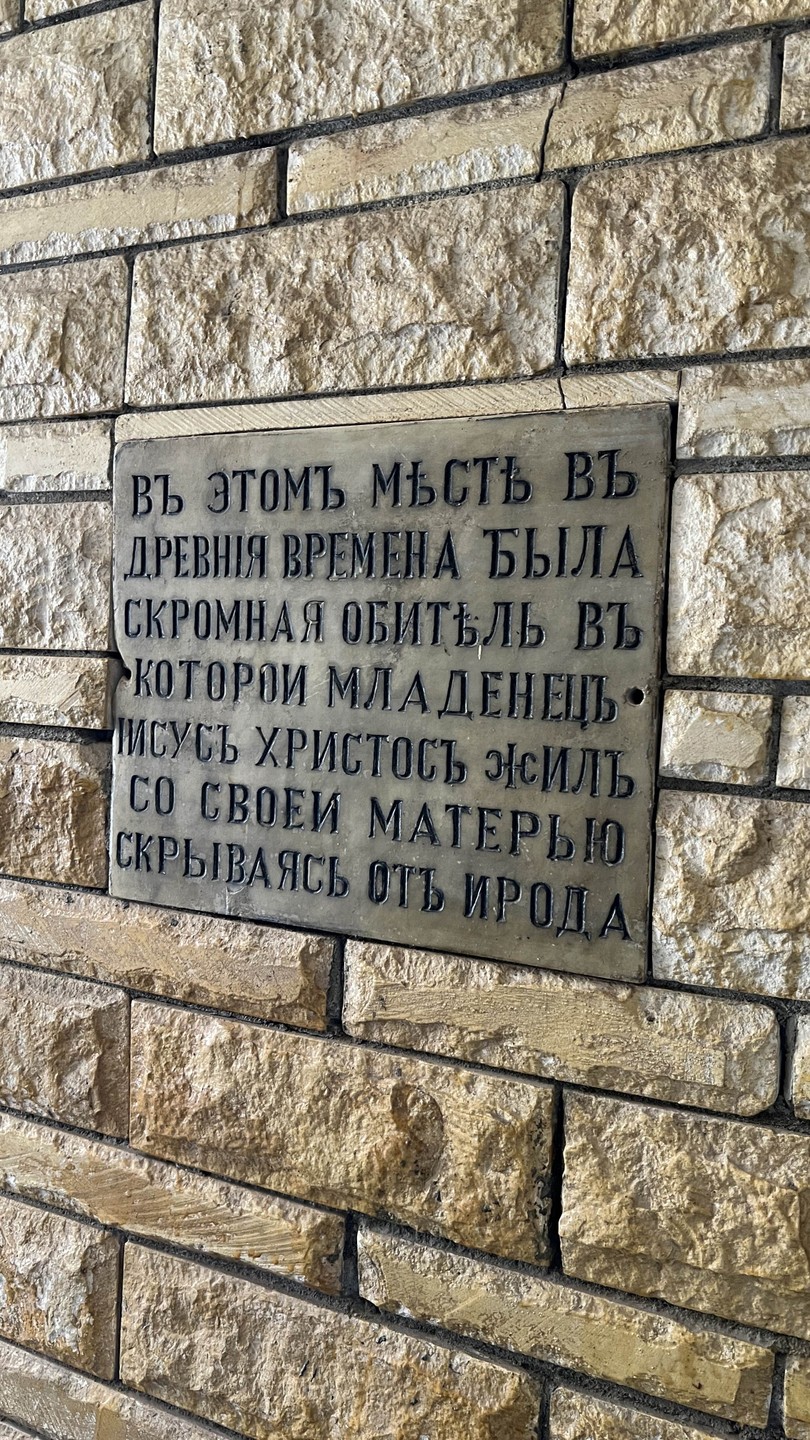 ВЪ ЭТОМЪ МѢСТѢ ВЪ
ДРЕВНІЯ ВРЕМЕНА БЫЛА
СКРОМНАЯ ОБИТѢЛЬ ВЪ
КОТОРОИ МЛАДЕНЕЦЪ
ІИСУСЪ ХРИСТОСЪ ЖИЛЪ
СО СВОЕИ МАТЕРЬЮ
СКРЫВАЯСЬ ОТЪ ИРОДА